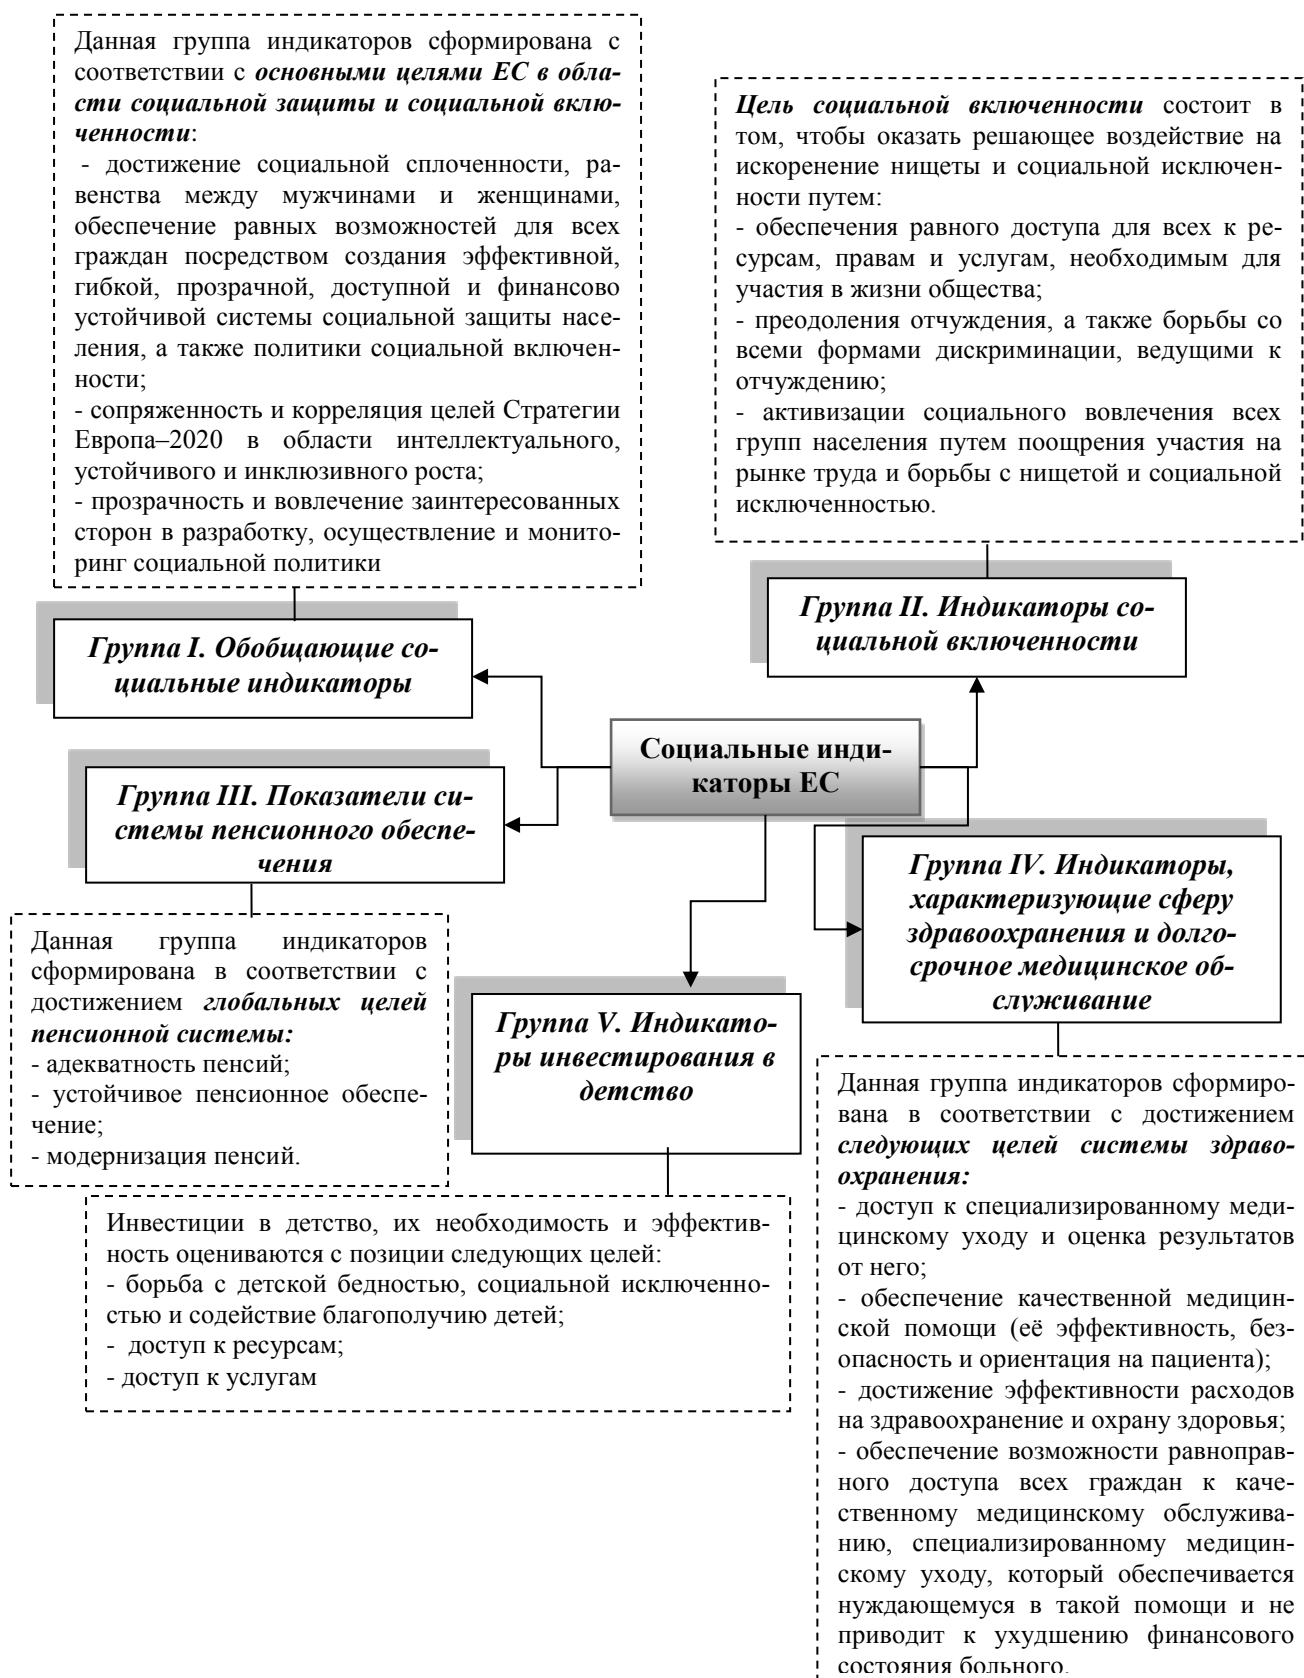 Данная группа индикаторов сформирована с
соответствии с основными целями ЕС в обла-
сти социальной защиты и социальной вклю-
ченности:
- достижение социальной сплоченности, ра-
венства между мужчинами и женщинами,
обеспечение равных возможностей для всех
граждан посредством создания эффективной,
гибкой, прозрачной, доступной и финансово
устойчивой системы социальной защиты насе-
ления, а также политики социальной включен-
ности;
- сопряженность и корреляция целей Стратегии
Европа–2020 в области интеллектуального,
устойчивого и инклюзивного роста;
- прозрачность и вовлечение заинтересованных
сторон в разработку, осуществление и монито-
ринг социальной политики
Цель социальной включенности состоит в
том, чтобы оказать решающее воздействие на
искоренение нищеты и социальной исключен-
ности путем:
- обеспечения равного доступа для всех к ре-
сурсам, правам и услугам, необходимым для
участия в жизни общества;
- преодоления отчуждения, а также борьбы со
всеми формами дискриминации, ведущими к
отчуждению;
- активизации социального вовлечения всех
групп населения путем поощрения участия на
рынке труда и борьбы с нищетой и социальной
исключенностью.
Группа I. Обобщающие со-
циальные индикаторы
Группа II. Индикаторы со-
циальной включенности
Социальные инди-
каторы ЕС
Группа III. Показатели си-
стемы пенсионного обеспе-
чения
Группа IV. Индикаторы,
характеризующие сферу
здравоохранения и долго-
срочное медицинское об-
служивание
Данная группа индикаторов
сформирована в соответствии с
достижением глобальных целей
пенсионной системы:
- адекватность пенсий;
- устойчивое пенсионное обеспе-
чение;
- модернизация пенсий.
Группа V. Индикато-
ры инвестирования в
детство
Инвестиции в детство, их необходимость и эффектив-
ность оцениваются с позиции следующих целей:
- борьба с детской бедностью, социальной исключенно-
стью и содействие благополучию детей;
- доступ к ресурсам;
- доступ к услугам
Данная группа индикаторов сформиро-
вана в соответствии с достижением
следующих целей системы здраво-
охранения:
- доступ к специализированному меди-
цинскому уходу и оценка результатов
от него;
- обеспечение качественной медицин-
ской помощи (её эффективность, без-
опасность и ориентация на пациента);
- достижение эффективности расходов
на здравоохранение и охрану здоровья;
- обеспечение возможности равноправ-
ного доступа всех граждан к каче-
ственному медицинскому обслужива-
нию, специализированному медицин-
скому уходу, который обеспечивается
нуждающемуся в такой помощи и не
приводит к ухудшению финансового
состояния больного.